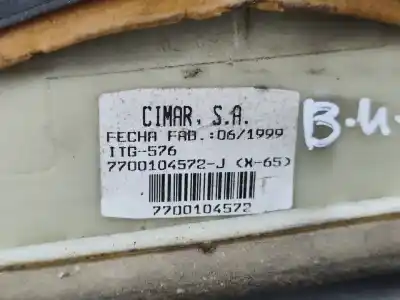 CIMAR, S.A.
FECHA FAB.:06/1999
ITG-576
7700104572-J (X-65)
7700104572
B.U.